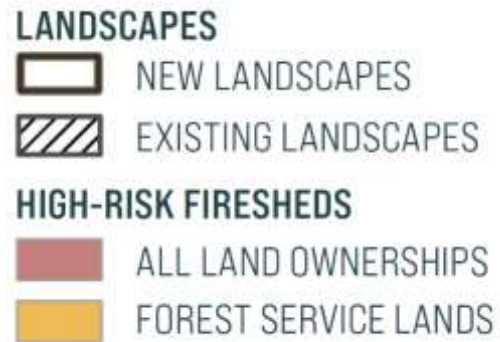 LANDSCAPES
NEW LANDSCAPES
EXISTING LANDSCAPES
HIGH-RISK FIRESHEDS
ALL LAND OWNERSHIPS
FOREST SERVICE LANDS